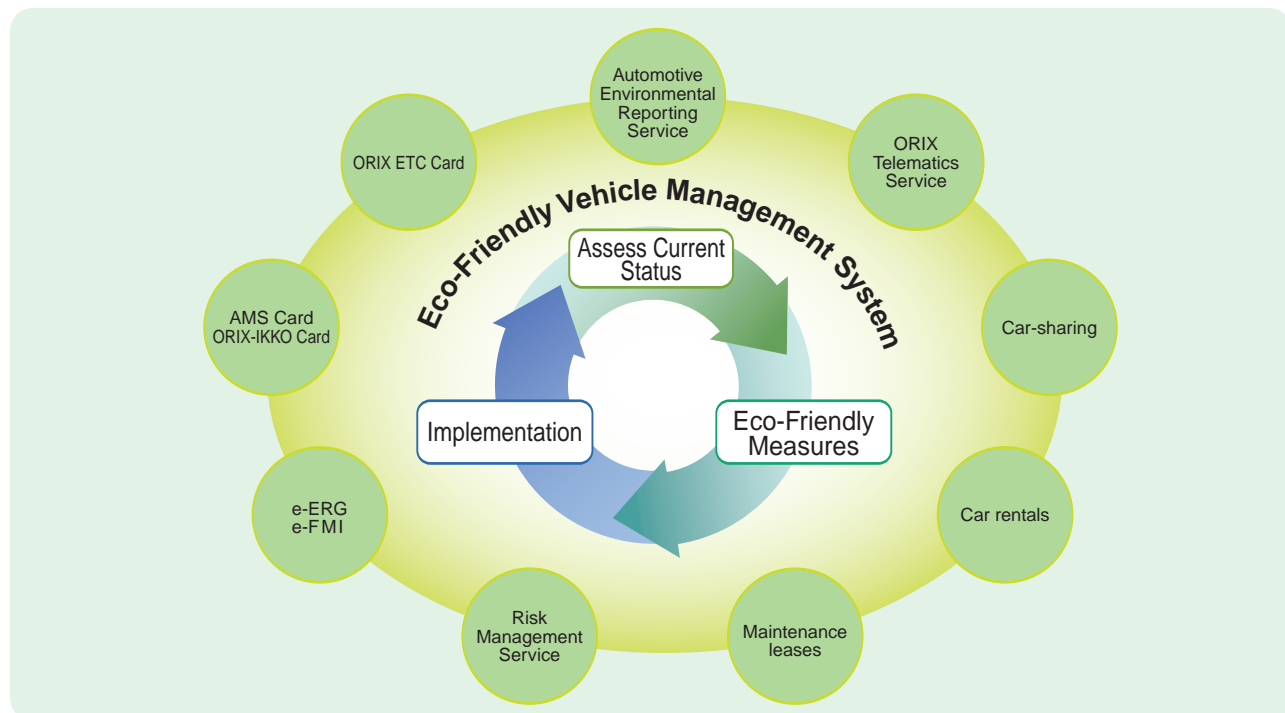 Automotive
Environmental
Reporting
Service
ORIX ETC Card
ORIX
Telematics
Service
Eco-Friendly Vehicle Management System
Assess Current
Status
AMS Card
ORIX-IKKO Card
Car-sharing
Implementation
Eco-Friendly
Measures
e-ERG
e-FMI
Car rentals
Risk
Management
Service
Maintenance
leases